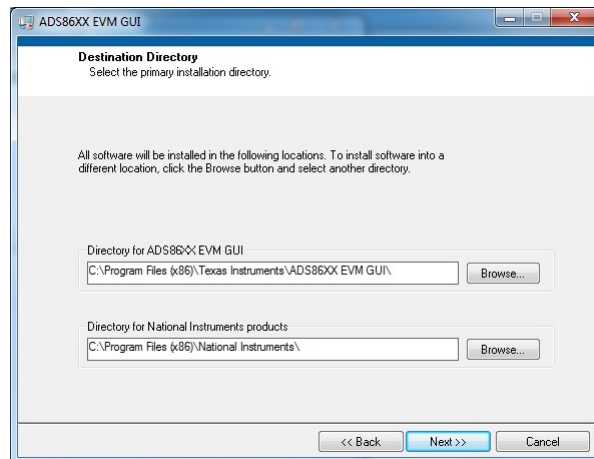 ADS86XX EVM GUI
Destination Directory
Select the primary installation directory.
All software will be installed in the following locations. To install software into a
different location, click the Browse button and select another directory.
Directory for ADS86XX EVM GUI
C:\Program Files (x86)\Texas Instruments\ADS86XX EVM GUI\
Browse...
Directory for National Instruments products
C:\Program Files (x86)\National Instruments\
Browse...
<< Back
Next >>
Cancel